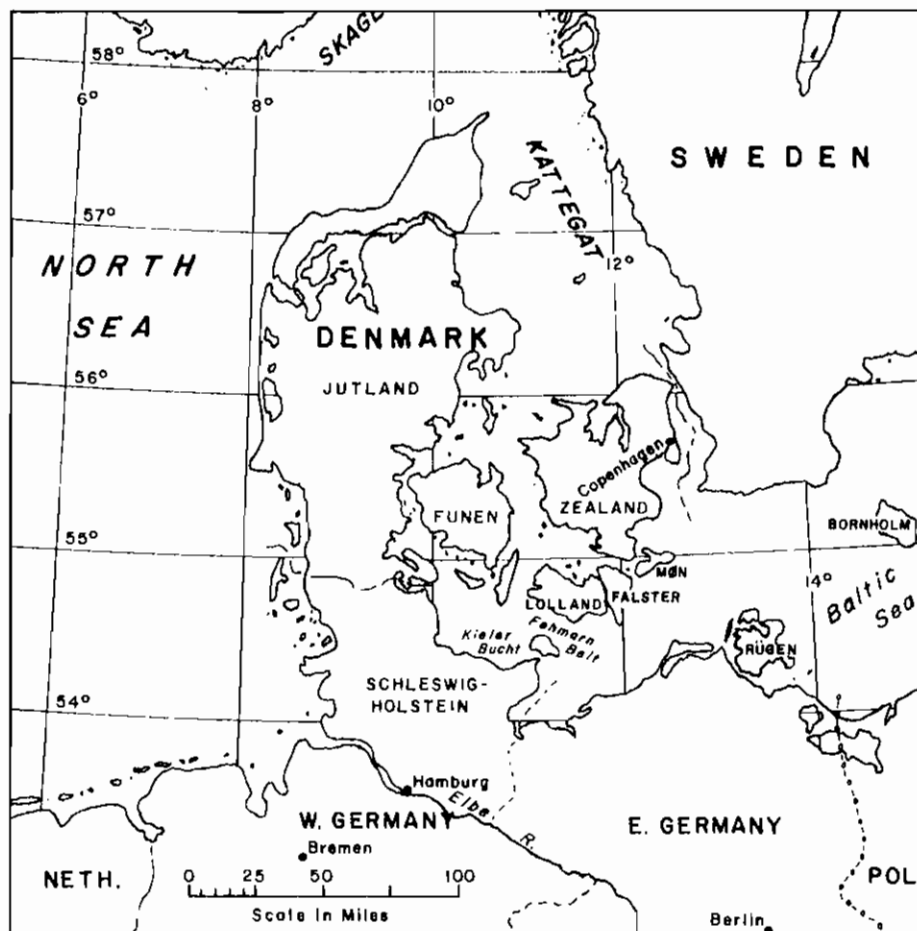 SKAG
58°
6°
8°
10°
SWEDEN
KATTEGAT
57°
12°
NORTH
SEA
DENMARK
56°
JUTLAND
Copenhagen
FUNEN
ZEALAND
BORNHOLM
55°
MØN
4°
Baltic
Sea
LOLLAND
FALSTER
Kieler
Bucht
Fehmarn
Belt
RÜGEN
SCHLESWIG-
HOLSTEIN
54°
Hamburg
Elbe R.
W. GERMANY
E. GERMANY
Bremen
NETH.
0 25 50 100
POL
Scale In Miles
Berlin